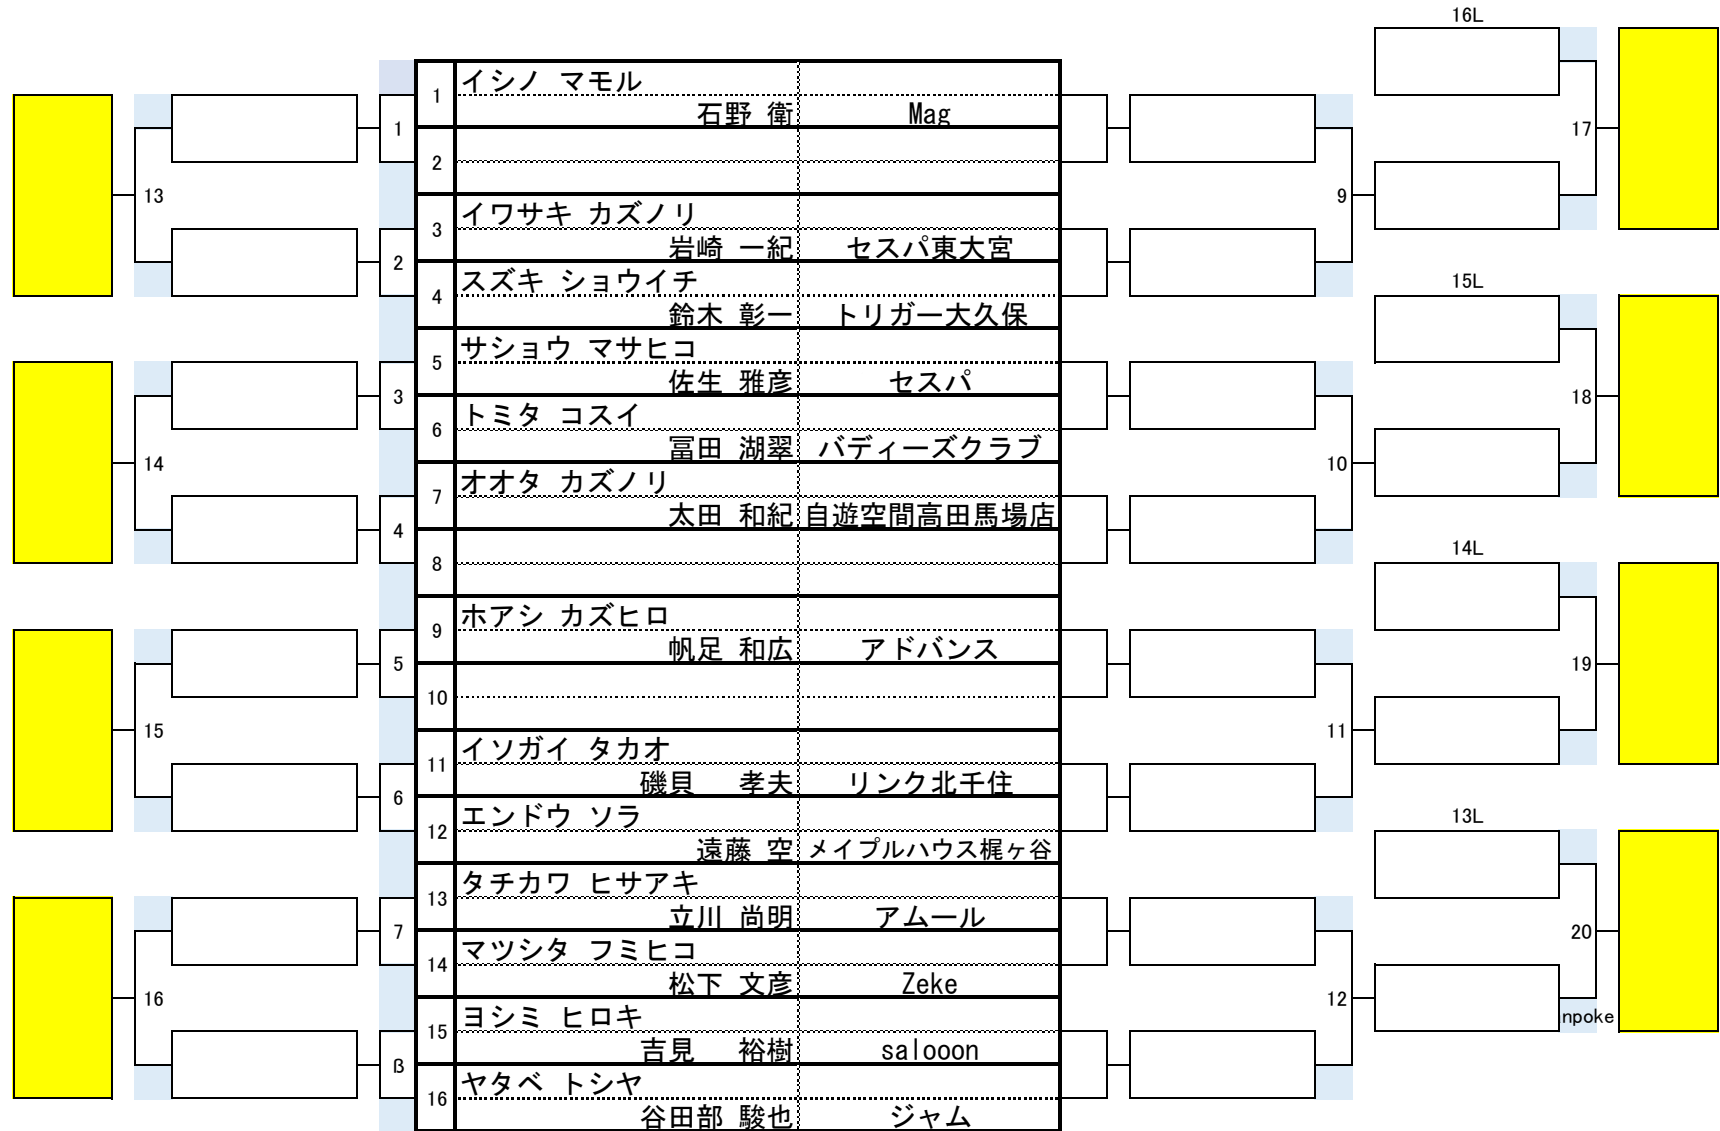 16L
1 イシノ マモル
石野 衛 Mag
1
17
2
13
9
3 イワサキ カズノリ
岩崎 一紀 セスパ東大宮
2
4 スズキ ショウイチ
鈴木 彰一 トリガー大久保
15L
5 サショウ マサヒコ
佐生 雅彦 セスパ
3
18
6 トミタ コスイ
冨田 湖翠 バディーズクラブ
14
10
7 オオタ カズノリ
太田 和紀 自遊空間高田馬場店
4
8
14L
9 ホアシ カズヒロ
帆足 和広 アドバンス
5
19
10
15
11
11 イソガイ タカオ
磯貝 孝夫 リンク北千住
6
12 エンドウ ソラ
遠藤 空 メイプルハウス梶ヶ谷
13L
13 タチカワ ヒサアキ
立川 尚明 アムール
7
20
14 マツシタ フミヒコ
松下 文彦 Zeke
16
12
npoke
15 ヨシミ ヒロキ
吉見 裕樹 salooon
8
16 ヤタベ トシヤ
谷田部 駿也 ジャム